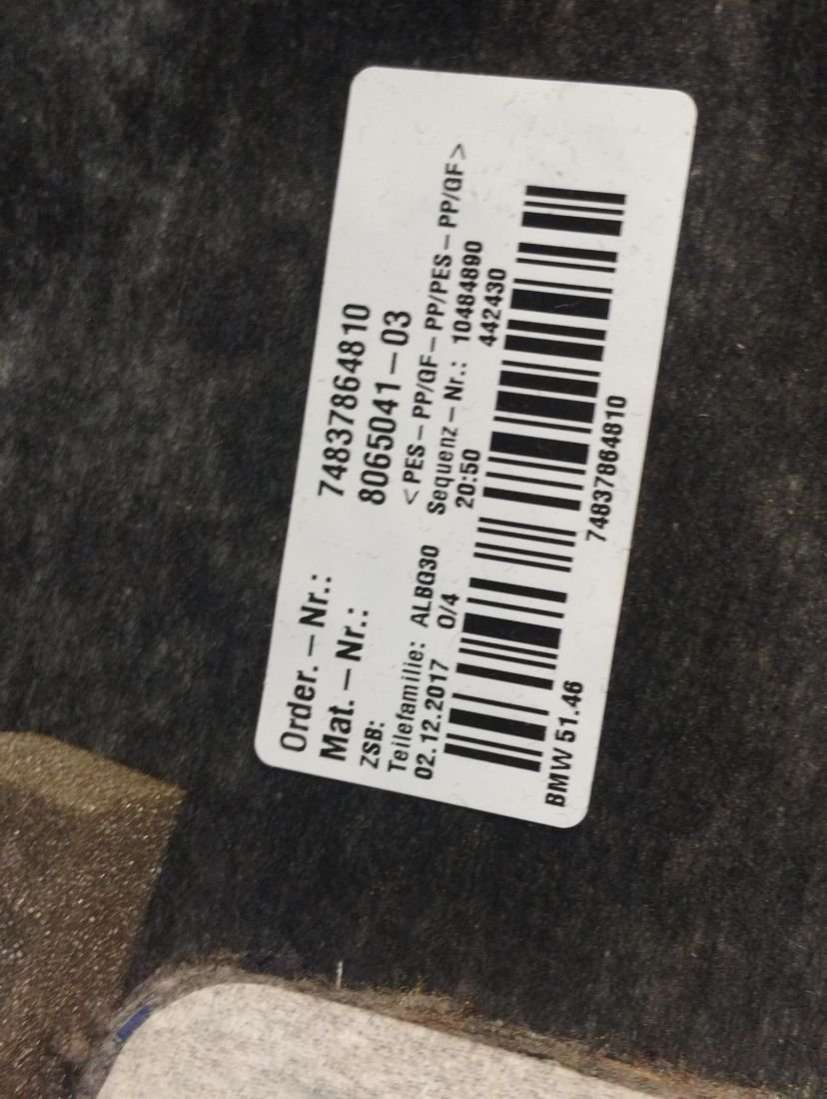 Order.-Nr.: 74837864810
Mat.-Nr.: 8065041-03
ZSB: <PES-PP/GF-PP/PES-PP/GF>
Teilefamilie: ALBG30 Sequenz-Nr.: 10484890
02.12.2017 0/4 20:50 442430
BMW 51.46 74837864810